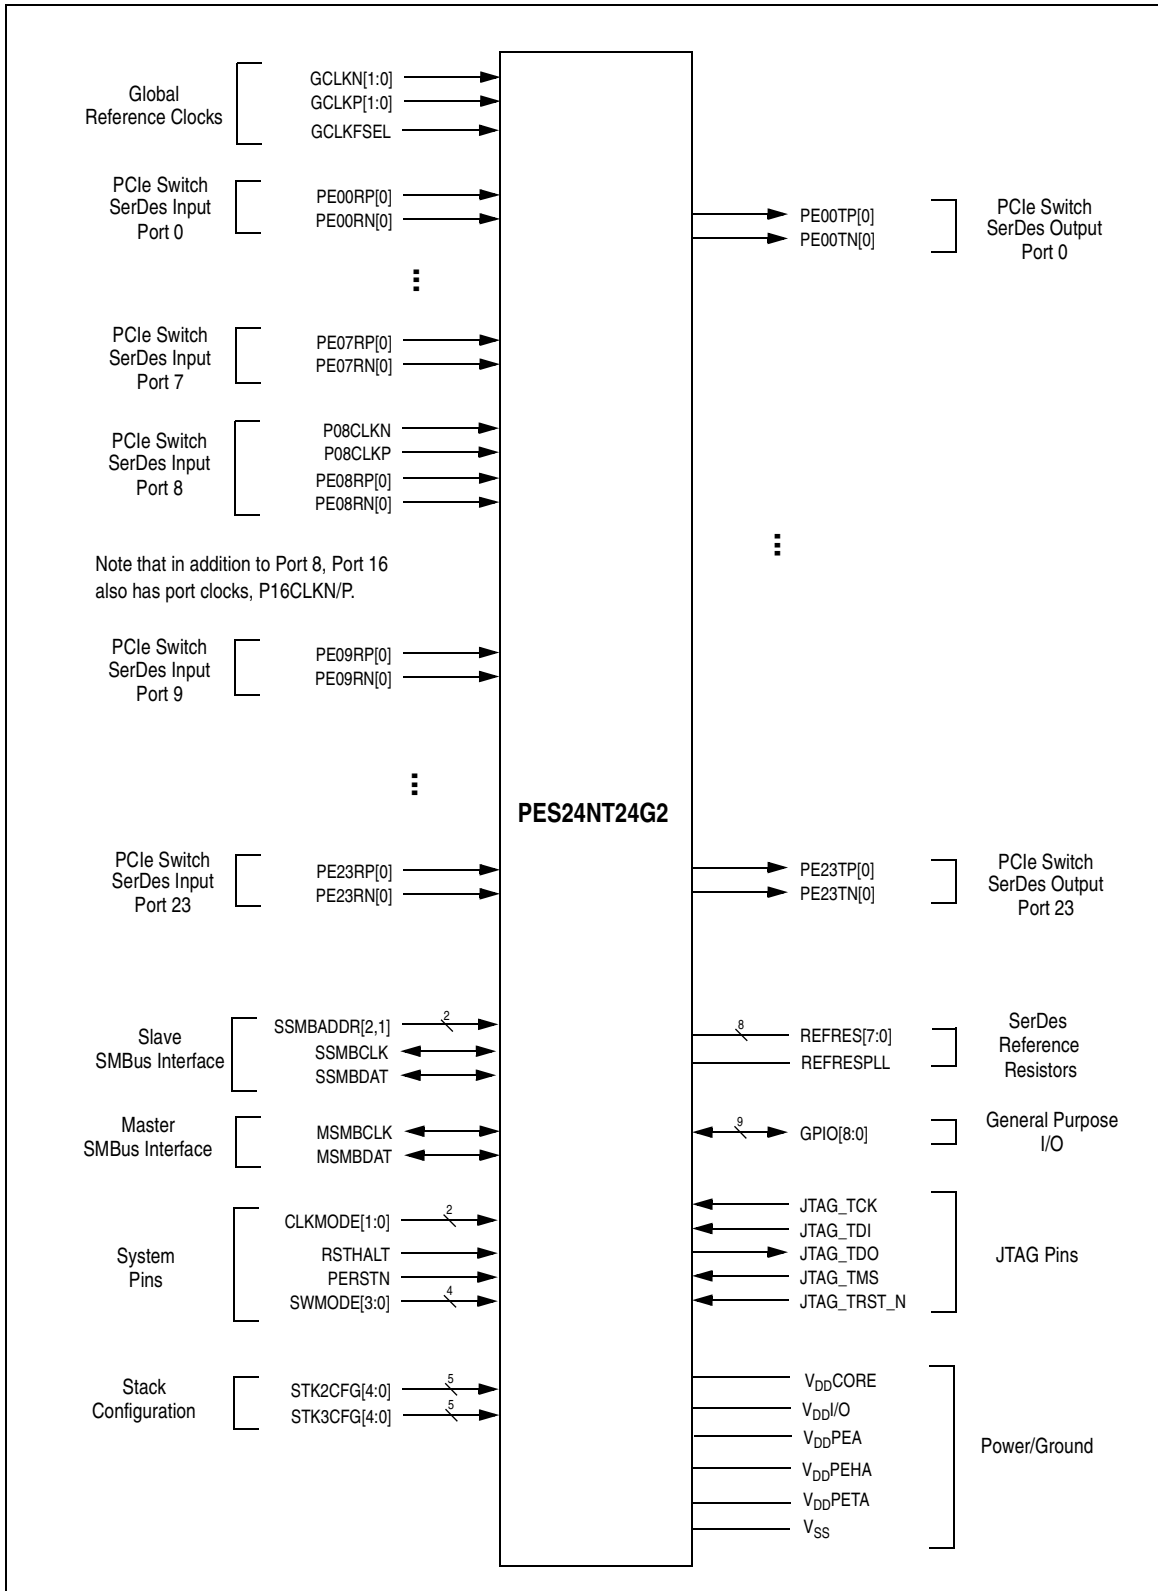 Global
Reference Clocks
GCLKN[1:0]
GCLKP[1:0]
GCLKFSEL
PCIe Switch
SerDes Input
Port 0
PE00RP[0]
PE00RN[0]
...
PCIe Switch
SerDes Input
Port 7
PE07RP[0]
PE07RN[0]
PCIe Switch
SerDes Input
Port 8
P08CLKN
P08CLKP
PE08RP[0]
PE08RN[0]
Note that in addition to Port 8, Port 16
also has port clocks, P16CLKN/P.
PCIe Switch
SerDes Input
Port 9
PE09RP[0]
PE09RN[0]
...
PCIe Switch
SerDes Input
Port 23
PE23RP[0]
PE23RN[0]
Slave
SMBus Interface
SSMBADDR[2,1]
2
SSMBCLK
SSMBDAT
Master
SMBus Interface
MSMBCLK
MSMBDAT
System
Pins
CLKMODE[1:0]
2
RSTHALT
PERSTN
SWMODE[3:0]
4
Stack
Configuration
STK2CFG[4:0]
5
STK3CFG[4:0]
5
PES24NT24G2
PE00TP[0]
PE00TN[0]
PCIe Switch
SerDes Output
Port 0
...
PE23TP[0]
PE23TN[0]
PCIe Switch
SerDes Output
Port 23
8
REFRES[7:0]
REFRESPLL
SerDes
Reference
Resistors
9
GPIO[8:0]
General Purpose
I/O
JTAG_TCK
JTAG_TDI
JTAG_TDO
JTAG_TMS
JTAG_TRST_N
JTAG Pins
VDDCORE
VDDI/O
VDDPEA
VDDPEHA
VDDPETA
VSS
Power/Ground